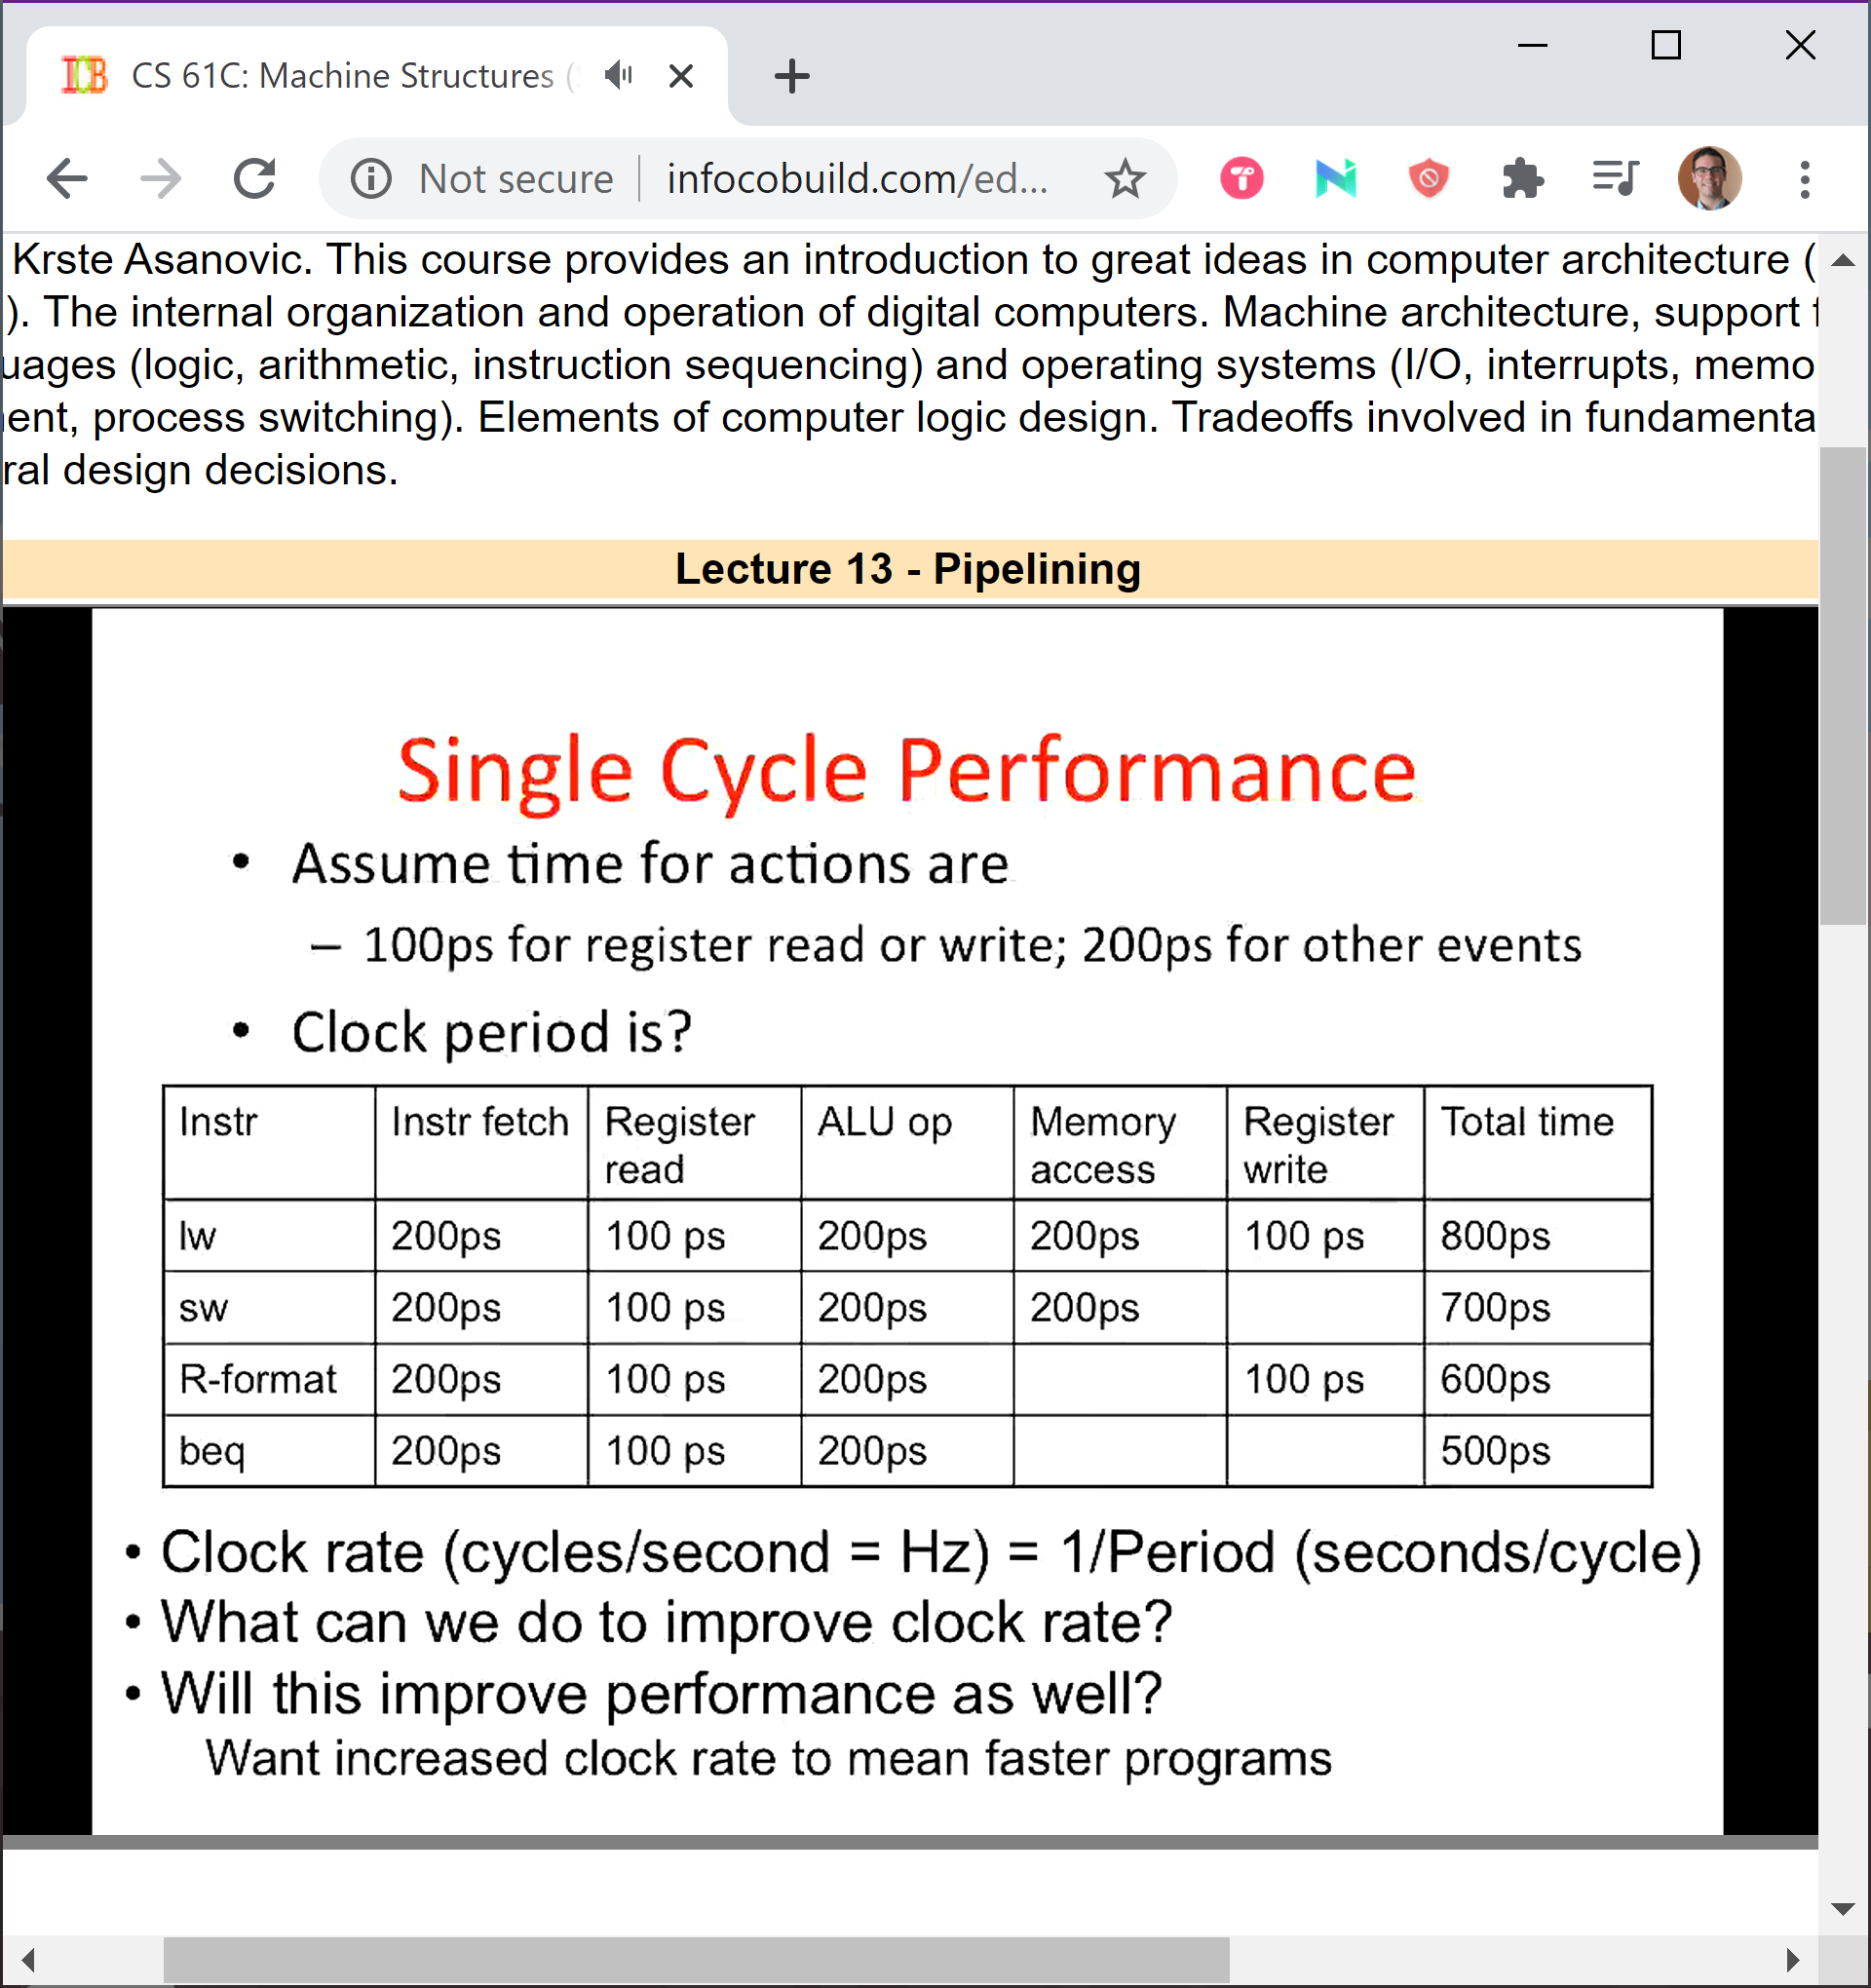 CS 61C: Machine Structures (
Not secure
infocobuild.com/ed...
Krste Asanovic. This course provides an introduction to great ideas in computer architecture (
). The internal organization and operation of digital computers. Machine architecture, support
uages (logic, arithmetic, instruction sequencing) and operating systems (I/O, interrupts, memo
ent, process switching). Elements of computer logic design. Tradeoffs involved in fundamenta
ral design decisions.
Lecture 13 - Pipelining
Single Cycle Performance
• Assume time for actions are
– 100ps for register read or write; 200ps for other events
• Clock period is?
Instr Instr fetch Register read ALU op Memory access Register write Total time
lw 200ps 100 ps 200ps 200ps 100 ps 800ps
sw 200ps 100 ps 200ps 200ps 700ps
R-format 200ps 100 ps 200ps 100 ps 600ps
beq 200ps 100 ps 200ps 500ps
• Clock rate (cycles/second = Hz) = 1/Period (seconds/cycle)
• What can we do to improve clock rate?
• Will this improve performance as well?
Want increased clock rate to mean faster programs